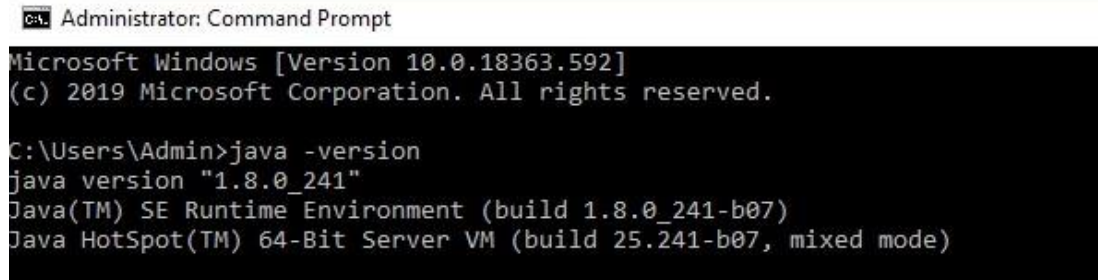 Administrator: Command Prompt
Microsoft Windows [Version 10.0.18363.592]
(c) 2019 Microsoft Corporation. All rights reserved.
C:\Users\Admin>java -version
java version "1.8.0_241"
Java(TM) SE Runtime Environment (build 1.8.0_241-b07)
Java HotSpot(TM) 64-Bit Server VM (build 25.241-b07, mixed mode)